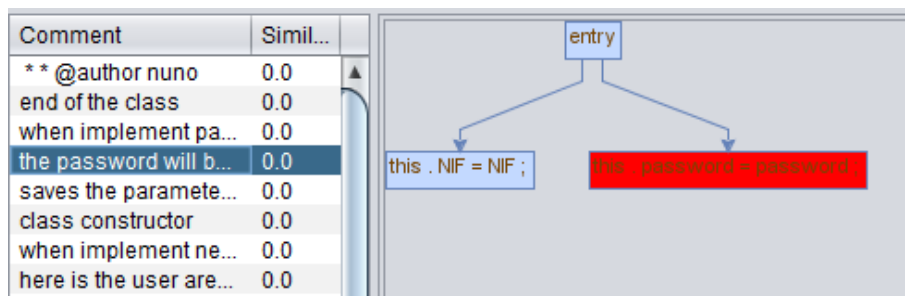 Comment Simil...
* * @author nuno 0.0
end of the class 0.0
when implement pa... 0.0
the password will b... 0.0
saves the paramete... 0.0
class constructor 0.0
when implement ne... 0.0
here is the user are... 0.0
entry
this . NIF = NIF ;
this password = password